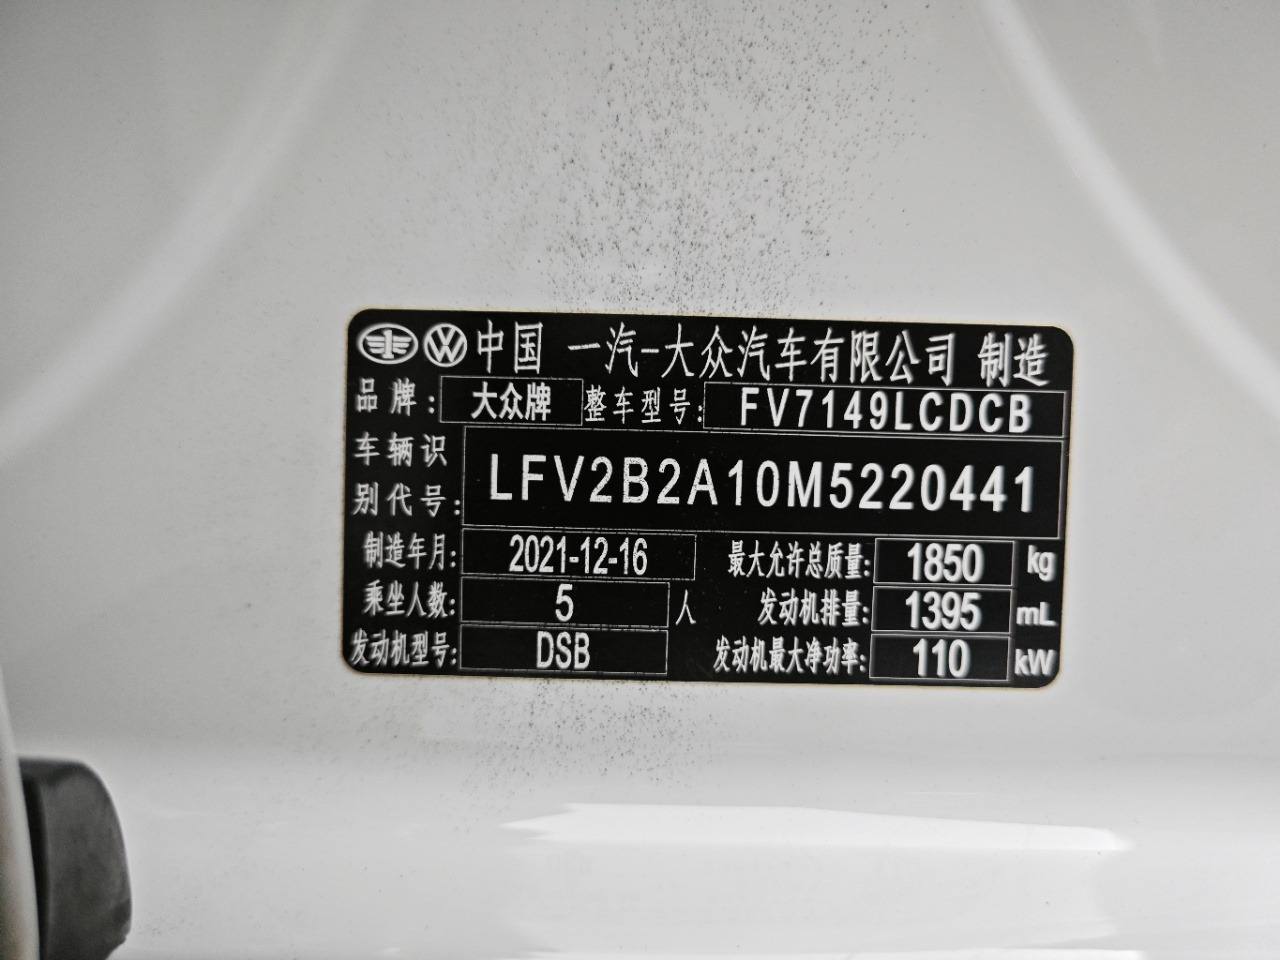 中国 一汽-大众汽车有限公司 制造
品牌: 大众牌 整车型号: FV7149LCDCB
车辆识别代号: LFV2B2A10M5220441
制造年月: 2021-12-16 最大允许总质量: 1850 kg
乘坐人数: 5 人 发动机排量: 1395 mL
发动机型号: DSB 发动机最大净功率: 110 kW